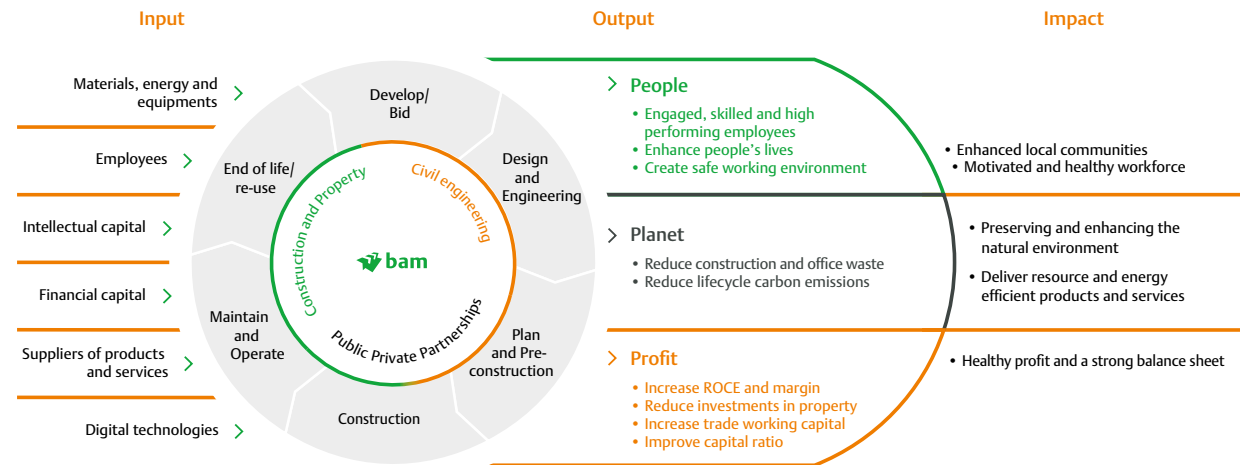 Input
Output
Impact
Materials, energy and
equipments
Employees
Intellectual capital
Financial capital
Suppliers of products
and services
Digital technologies
Develop/
Bid
Design
and
Engineering
Plan
and Pre-
construction
Construction
Maintain
and
Operate
End of life/
re-use
Construction and Property
Civil engineering
Public Private Partnerships
bam
People
• Engaged, skilled and high
performing employees
• Enhance people's lives
• Create safe working environment
Planet
• Reduce construction and office waste
• Reduce lifecycle carbon emissions
Profit
• Increase ROCE and margin
• Reduce investments in property
• Increase trade working capital
• Improve capital ratio
• Enhanced local communities
• Motivated and healthy workforce
• Preserving and enhancing the
natural environment
• Deliver resource and energy
efficient products and services
• Healthy profit and a strong balance sheet